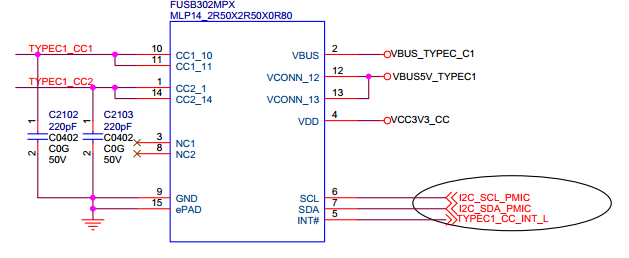 FUSB302MPX
MLP14_2R50X2R50X0R80
TYPEC1_CC1
10
CC1_10
11
CC1_11
TYPEC1_CC2
1
CC2_1
14
CC2_14
VBUS
2
VBUS_TYPEC_C1
VCONN_12
12
VBUS5V_TYPEC1
VCONN_13
13
VDD
4
VCC3V3_CC
1
C2102
220pF
C0402
C0G
50V
2
1
C2103
220pF
C0402
C0G
50V
2
3
NC1
8
NC2
9
GND
15
ePAD
SCL
6
I2C_SCL_PMIC
SDA
7
I2C_SDA_PMIC
INT#
5
TYPEC1_CC_INT_L